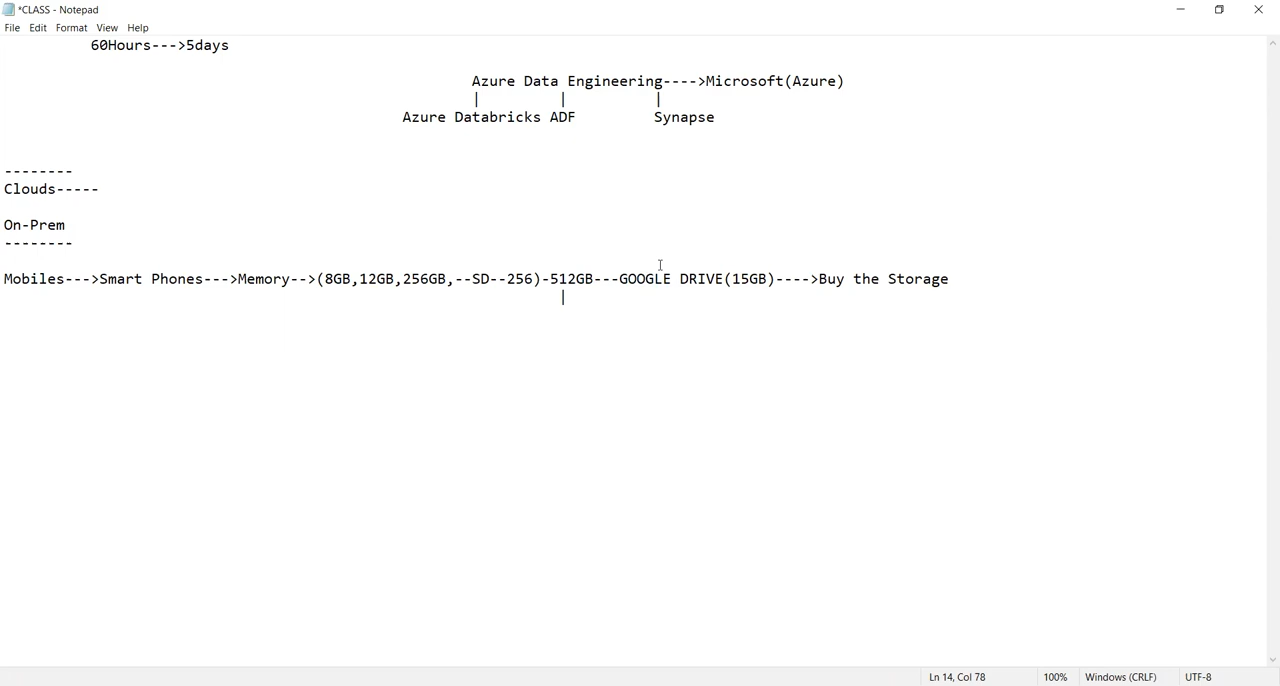 *CLASS - Notepad
File Edit Format View Help
60Hours--->5days
Azure Data Engineering---->Microsoft(Azure)
| | |
Azure Databricks ADF Synapse
--------
Clouds-----
On-Prem
--------
Mobiles--->Smart Phones--->Memory-->(8GB,12GB,256GB,--SD--256)-512GB---GOOGLE DRIVE(15GB)---->Buy the Storage
|
Ln 14, Col 78 100% Windows (CRLF) UTF-8